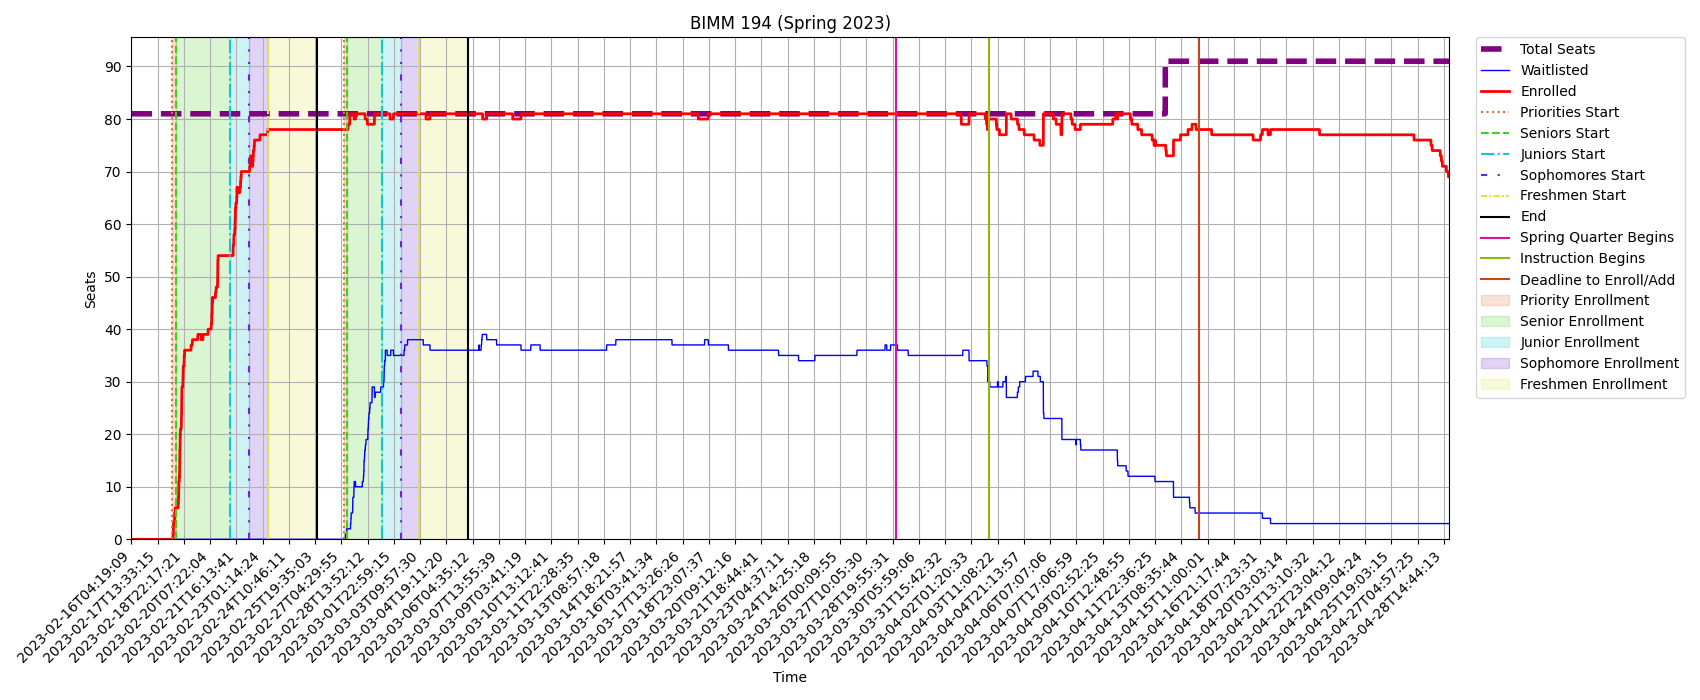 BIMM 194 (Spring 2023)
Seats
90
80
70
60
50
40
30
20
10
0
2023-02-16T04:19:09
2023-02-17T13:33:15
2023-02-18T22:17:21
2023-02-20T07:22:04
2023-02-21T16:13:41
2023-02-23T01:14:24
2023-02-24T10:46:11
2023-02-25T19:35:03
2023-02-27T04:29:55
2023-02-28T13:52:12
2023-03-01T22:59:15
2023-03-03T09:57:30
2023-03-04T19:11:20
2023-03-06T04:35:12
2023-03-07T13:55:39
2023-03-09T03:41:19
2023-03-10T13:12:41
2023-03-11T22:28:35
2023-03-13T08:57:18
2023-03-14T18:21:57
2023-03-16T03:41:34
2023-03-17T13:26:26
2023-03-18T23:07:37
2023-03-20T09:12:16
2023-03-21T18:44:41
2023-03-23T04:37:11
2023-03-24T14:25:18
2023-03-26T00:09:55
2023-03-27T10:05:30
2023-03-28T19:55:31
2023-03-30T05:59:06
2023-03-31T15:42:32
2023-04-02T01:20:33
2023-04-03T11:08:22
2023-04-04T21:13:57
2023-04-06T07:07:06
2023-04-07T17:06:59
2023-04-09T02:52:25
2023-04-10T12:48:55
2023-04-11T22:36:25
2023-04-13T08:35:44
2023-04-15T11:00:01
2023-04-16T21:17:44
2023-04-18T07:23:31
2023-04-20T03:03:14
2023-04-21T13:10:32
2023-04-22T23:04:12
2023-04-24T09:04:24
2023-04-25T19:03:15
2023-04-27T04:57:25
2023-04-28T14:44:13
Time
Total Seats
Waitlisted
Enrolled
Priorities Start
Seniors Start
Juniors Start
Sophomores Start
Freshmen Start
End
Spring Quarter Begins
Instruction Begins
Deadline to Enroll/Add
Priority Enrollment
Senior Enrollment
Junior Enrollment
Sophomore Enrollment
Freshmen Enrollment